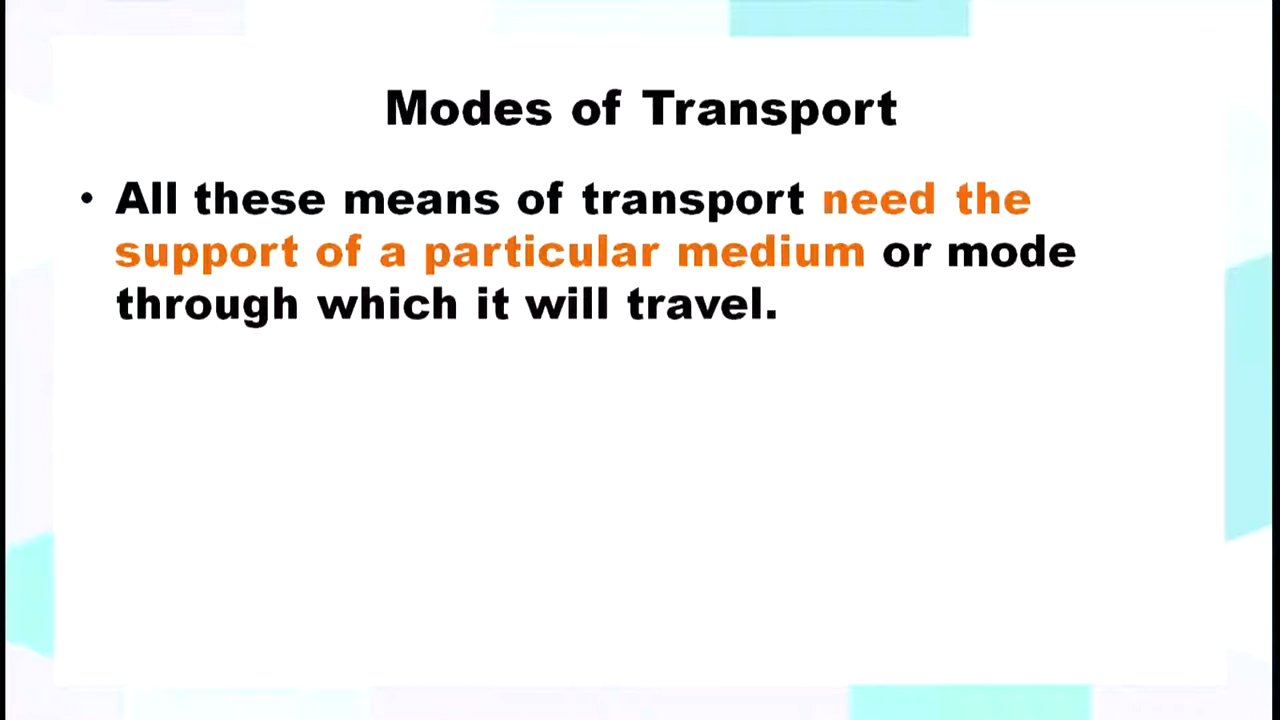 Modes of Transport
• All these means of transport need the
support of a particular medium or mode
through which it will travel.